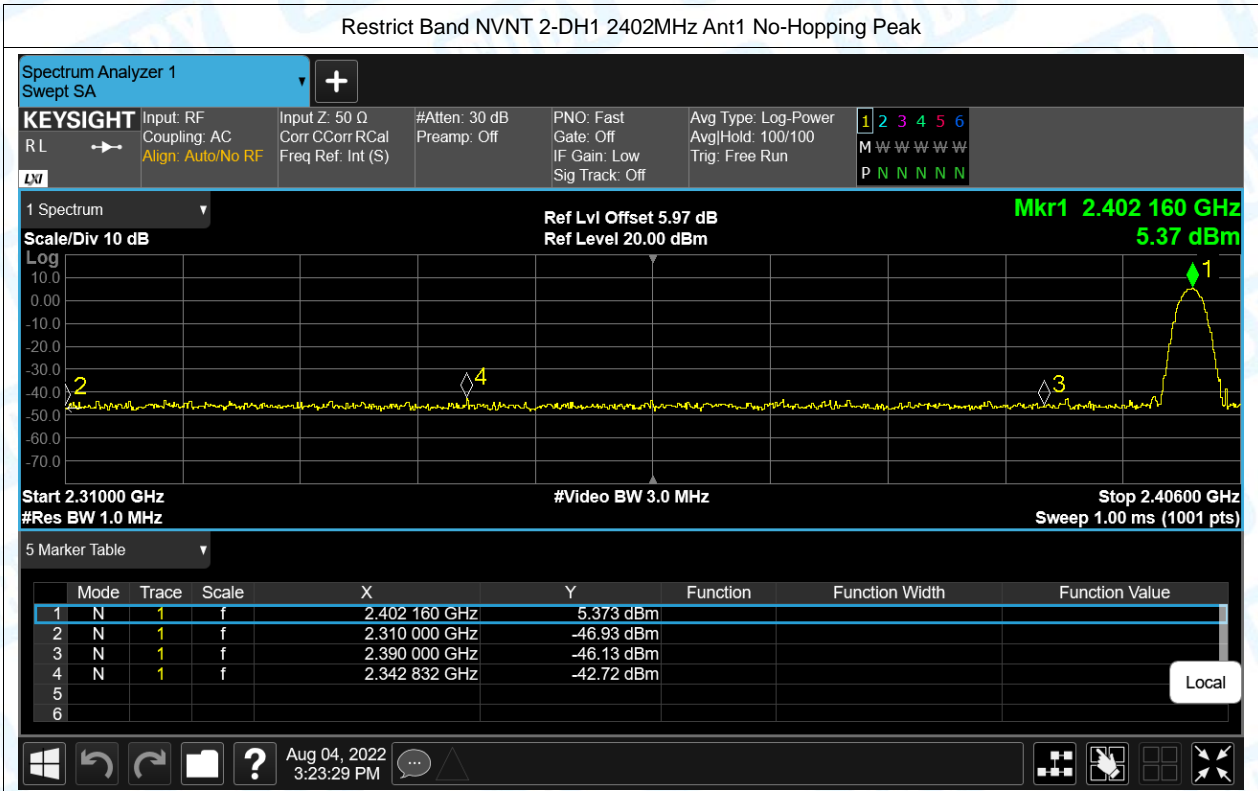 Restrict Band NVNT 2-DH1 2402MHz Ant1 No-Hopping Peak
Spectrum Analyzer 1
Swept SA
+
KEYSIGHT
RL
LXI
Input: RF
Coupling: AC
Align: Auto/No RF
Input Z: 50 Ω
Corr CCorr RCal
Freq Ref: Int (S)
#Atten: 30 dB
Preamp: Off
PNO: Fast
Gate: Off
IF Gain: Low
Sig Track: Off
Avg Type: Log-Power
Avg|Hold: 100/100
Trig: Free Run
1 2 3 4 5 6
M W W W W W
P N N N N N
1 Spectrum
Scale/Div 10 dB
Ref Lvl Offset 5.97 dB
Ref Level 20.00 dBm
Mkr1 2.402 160 GHz
5.37 dBm
Log
10.0
0.00
-10.0
-20.0
-30.0
-40.0
-50.0
-60.0
-70.0
2
4
3
1
Start 2.31000 GHz
#Res BW 1.0 MHz
#Video BW 3.0 MHz
Stop 2.40600 GHz
Sweep 1.00 ms (1001 pts)
5 Marker Table
Mode Trace Scale X Y Function Function Width Function Value
1 N 1 f 2.402 160 GHz 5.373 dBm
2 N 1 f 2.310 000 GHz -46.93 dBm
3 N 1 f 2.390 000 GHz -46.13 dBm
4 N 1 f 2.342 832 GHz -42.72 dBm
5
6
Local
?
Aug 04, 2022
3:23:29 PM